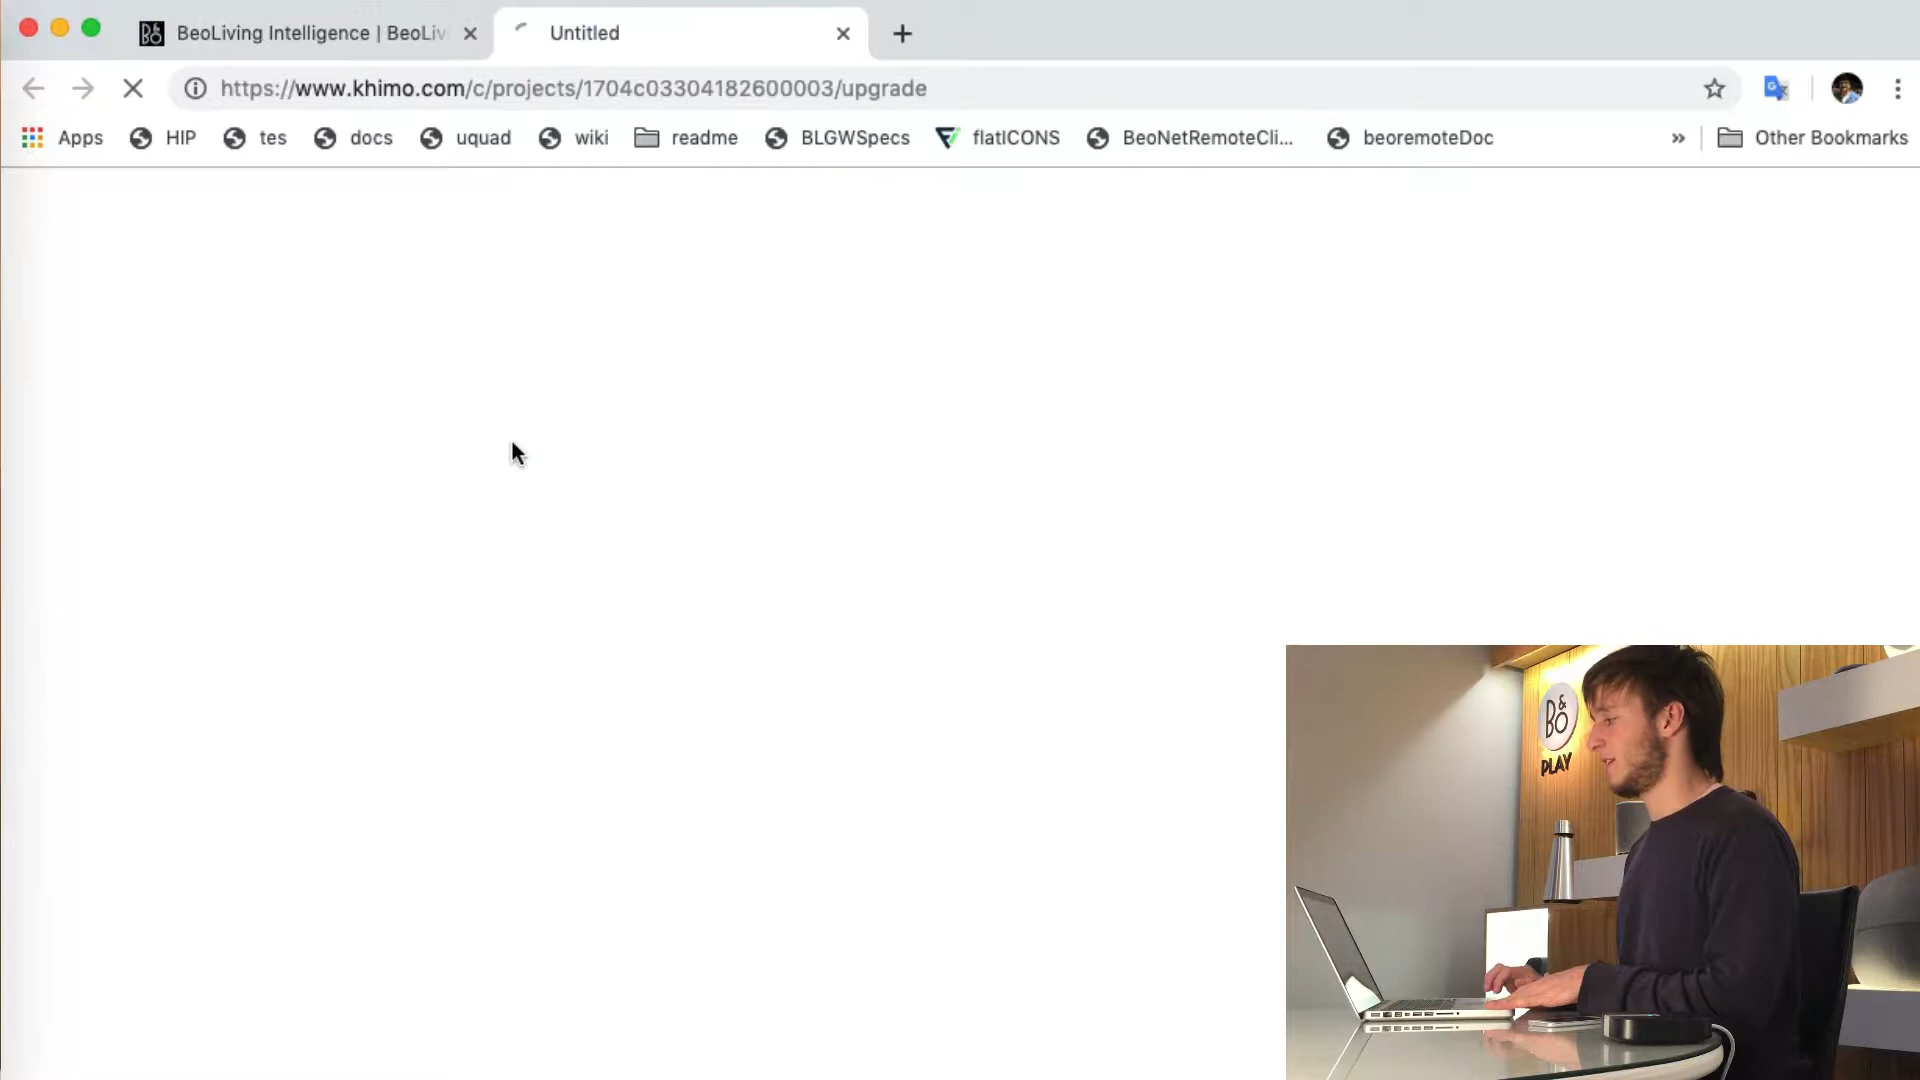 BeoLiving Intelligence | BeoLiv
Untitled
https://www.khimo.com/c/projects/1704c03304182600003/upgrade
Apps HIP tes docs uquad wiki readme BLGWSpecs flatICONS BeoNetRemoteCli... beoremoteDoc » Other Bookmarks
B&O
PLAY